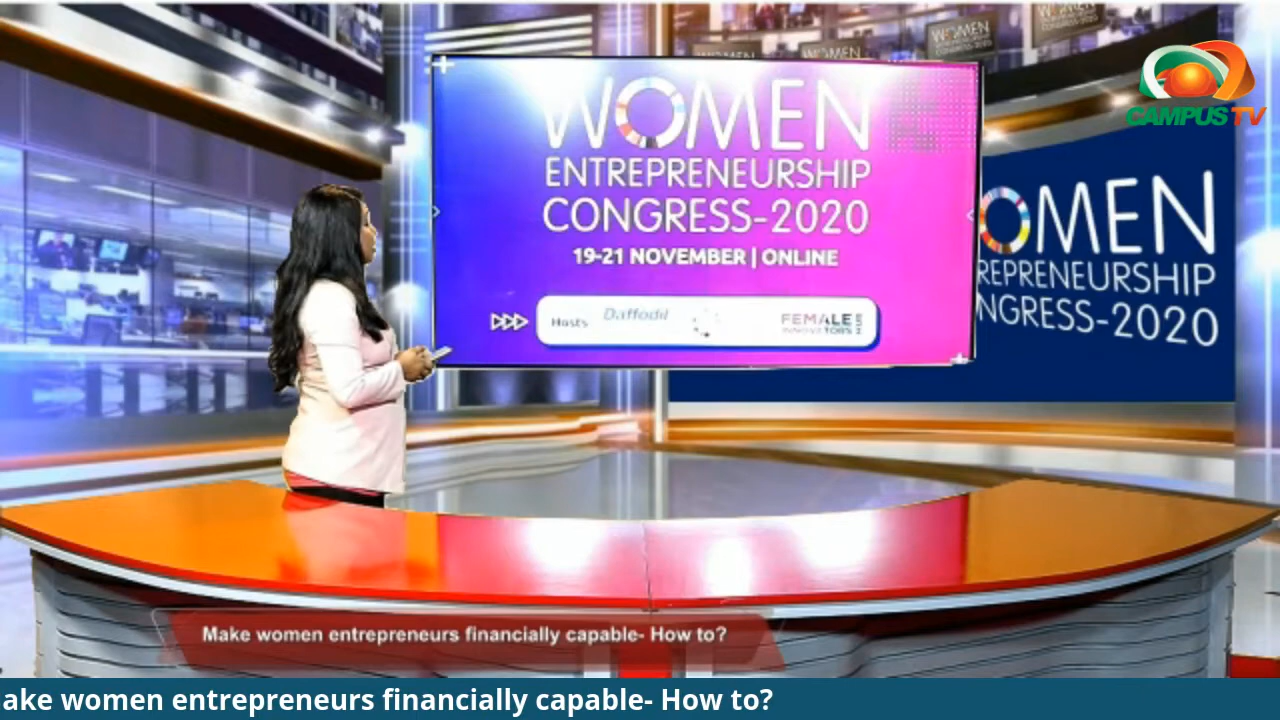 WOMEN
ENTREPRENEURSHIP
CONGRESS-2020
19-21 NOVEMBER | ONLINE
Hosts Daffodil FEMALE
CAMPUS TV
OMEN
REPRENEURSHIP
NGRESS-2020
Make women entrepreneurs financially capable- How to?
ake women entrepreneurs financially capable- How to?